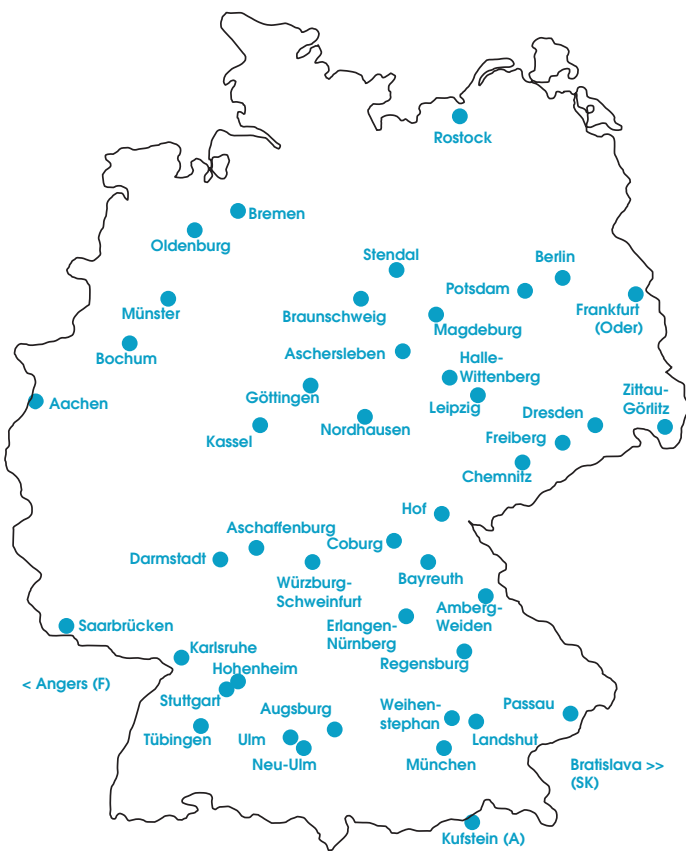 Rostock
Bremen
Oldenburg
Stendal
Berlin
Potsdam
Münster
Braunschweig
Frankfurt
(Oder)
Magdeburg
Bochum
Aschersleben
Halle-
Wittenberg
Göttingen
Zittau-
Görlitz
Aachen
Leipzig
Dresden
Nordhausen
Kassel
Freiberg
Chemnitz
Hof
Aschaffenburg
Coburg
Darmstadt
Würzburg-
Schweinfurt
Bayreuth
Amberg-
Weiden
Saarbrücken
Erlangen-
Nürnberg
Karlsruhe
Regensburg
Hohenheim
< Angers (F)
Stuttgart
Augsburg
Weihen-
stephan
Passau
Tübingen
Ulm
Landshut
Neu-Ulm
München
Bratislava >>
(SK)
Kufstein (A)